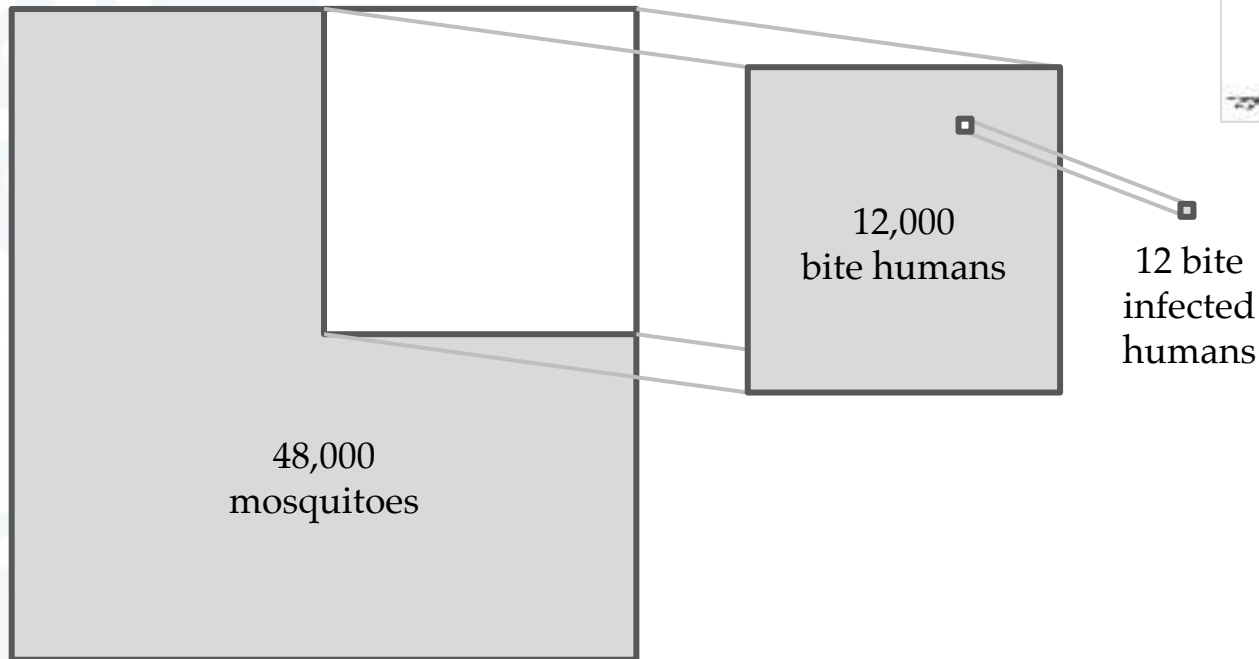 12,000
bite humans
12 bite
infected
humans
48,000
mosquitoes